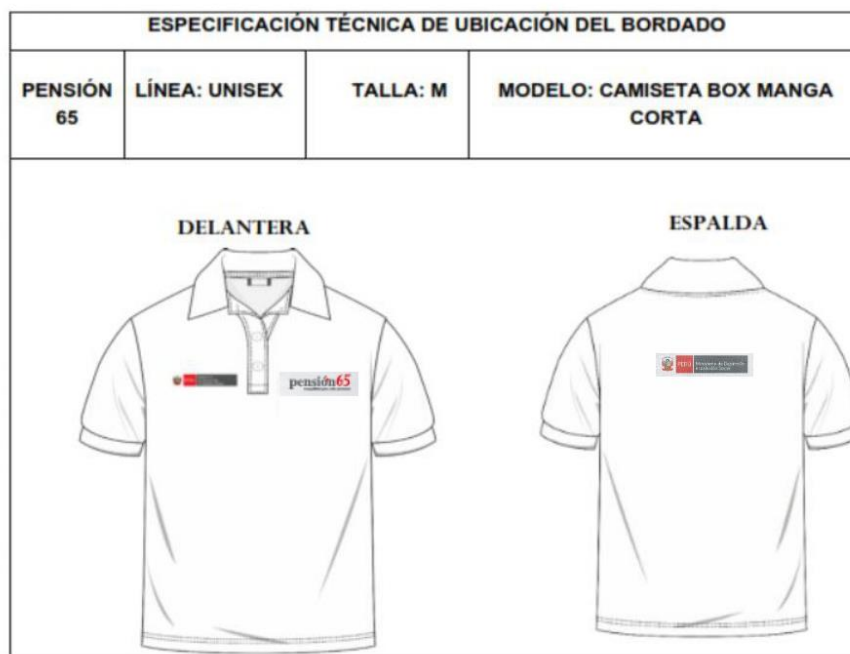 ESPECIFICACIÓN TÉCNICA DE UBICACIÓN DEL BORDADO
PENSIÓN
65
LÍNEA: UNISEX
TALLA: M
MODELO: CAMISETA BOX MANGA
CORTA
DELANTERA
ESPALDA
pensión65
PERÚ